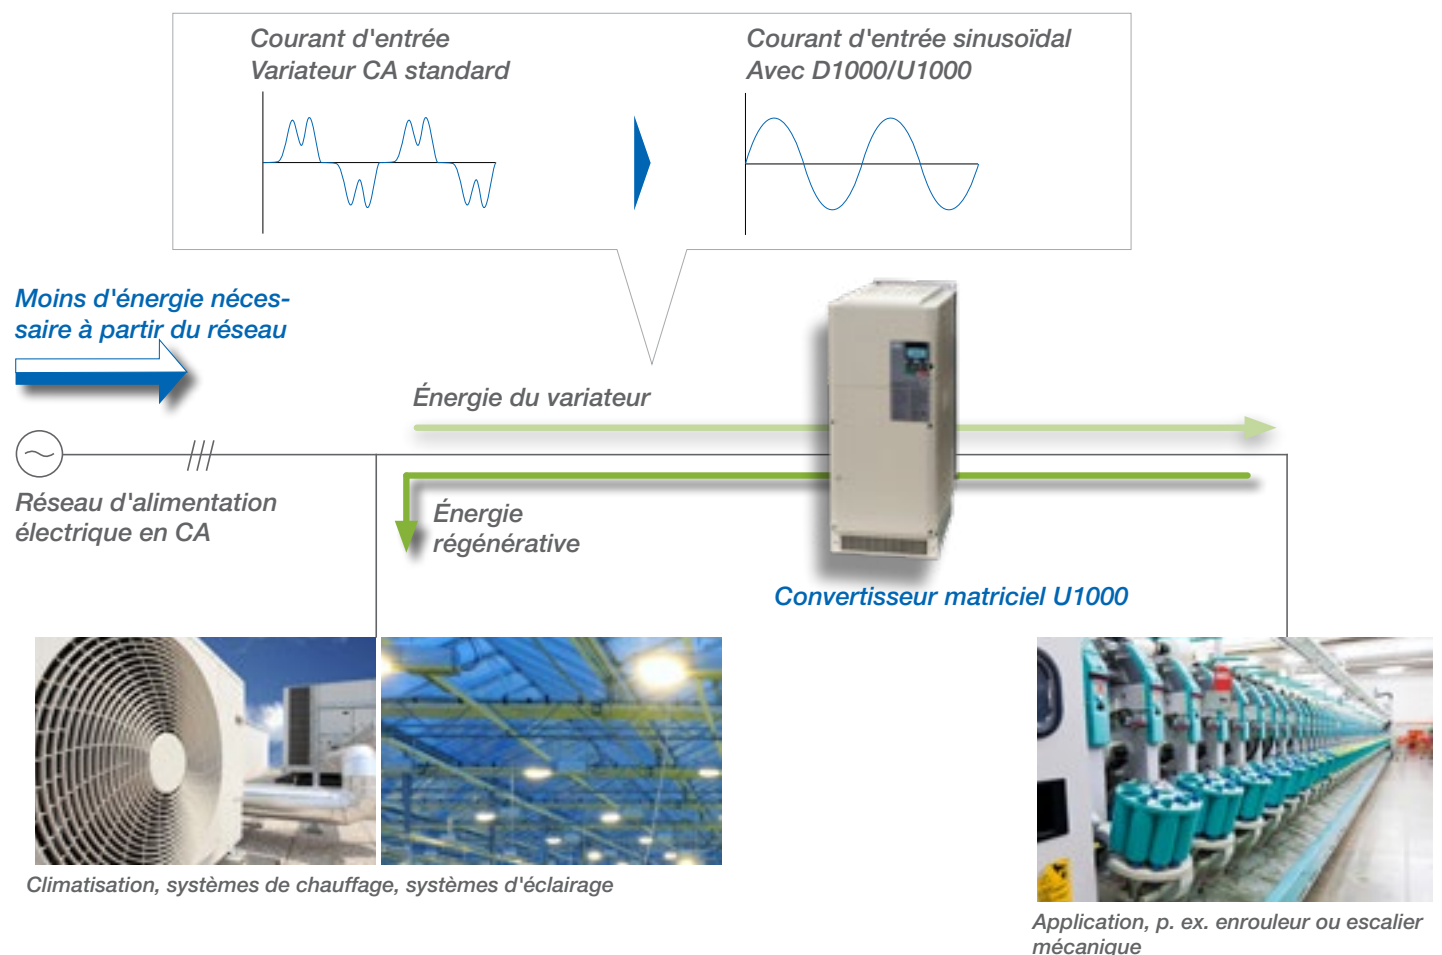 Courant d'entrée
Variateur CA standard
Courant d'entrée sinusoïdal
Avec D1000/U1000
Moins d'énergie néces-
saire à partir du réseau
Énergie du variateur
Réseau d'alimentation
électrique en CA
Énergie
régénérative
Convertisseur matriciel U1000
Climatisation, systèmes de chauffage, systèmes d'éclairage
Application, p. ex. enrouleur ou escalier
mécanique